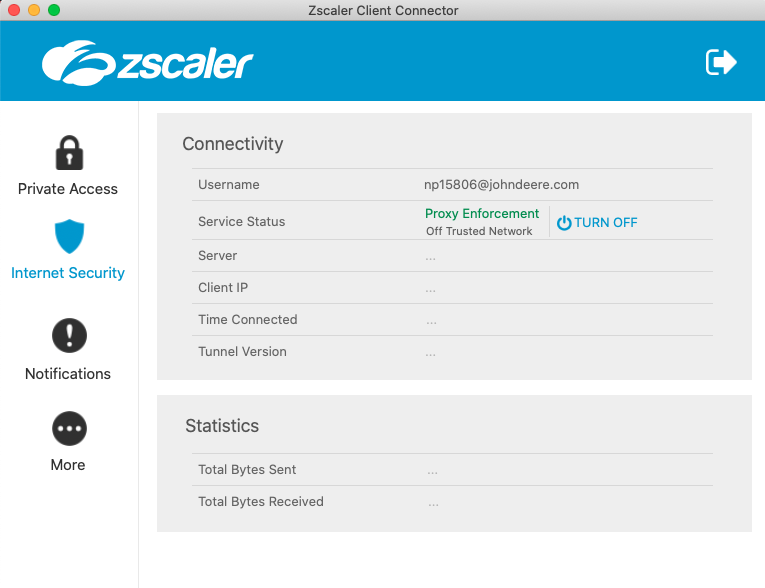 Zscaler Client Connector
zscaler
Private Access
Internet Security
Notifications
More
Connectivity
Username np15806@johndeere.com
Service Status Proxy Enforcement TURN OFF
Off Trusted Network
Server ...
Client IP ...
Time Connected ...
Tunnel Version ...
Statistics
Total Bytes Sent ...
Total Bytes Received ...